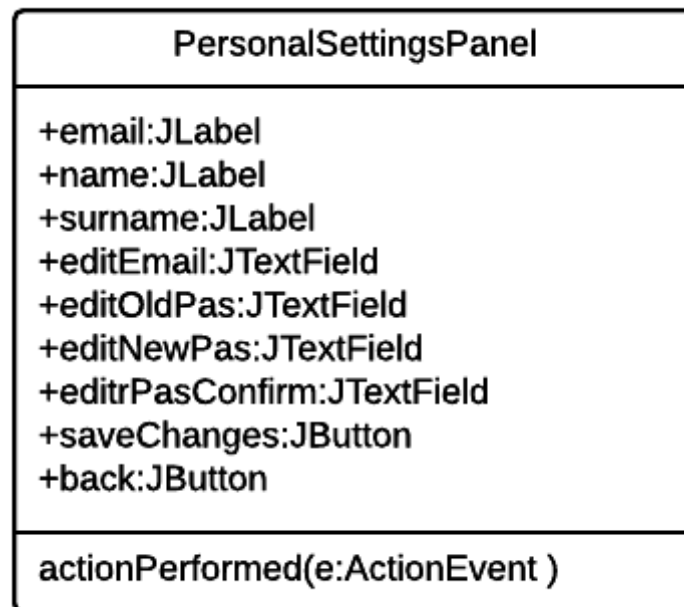 PersonalSettingsPanel
+email:JLabel
+name:JLabel
+surname:JLabel
+editEmail:JTextField
+editOldPas:JTextField
+editNewPas:JTextField
+editrPasConfirm:JTextField
+saveChanges:JButton
+back:JButton
actionPerformed(e:ActionEvent )